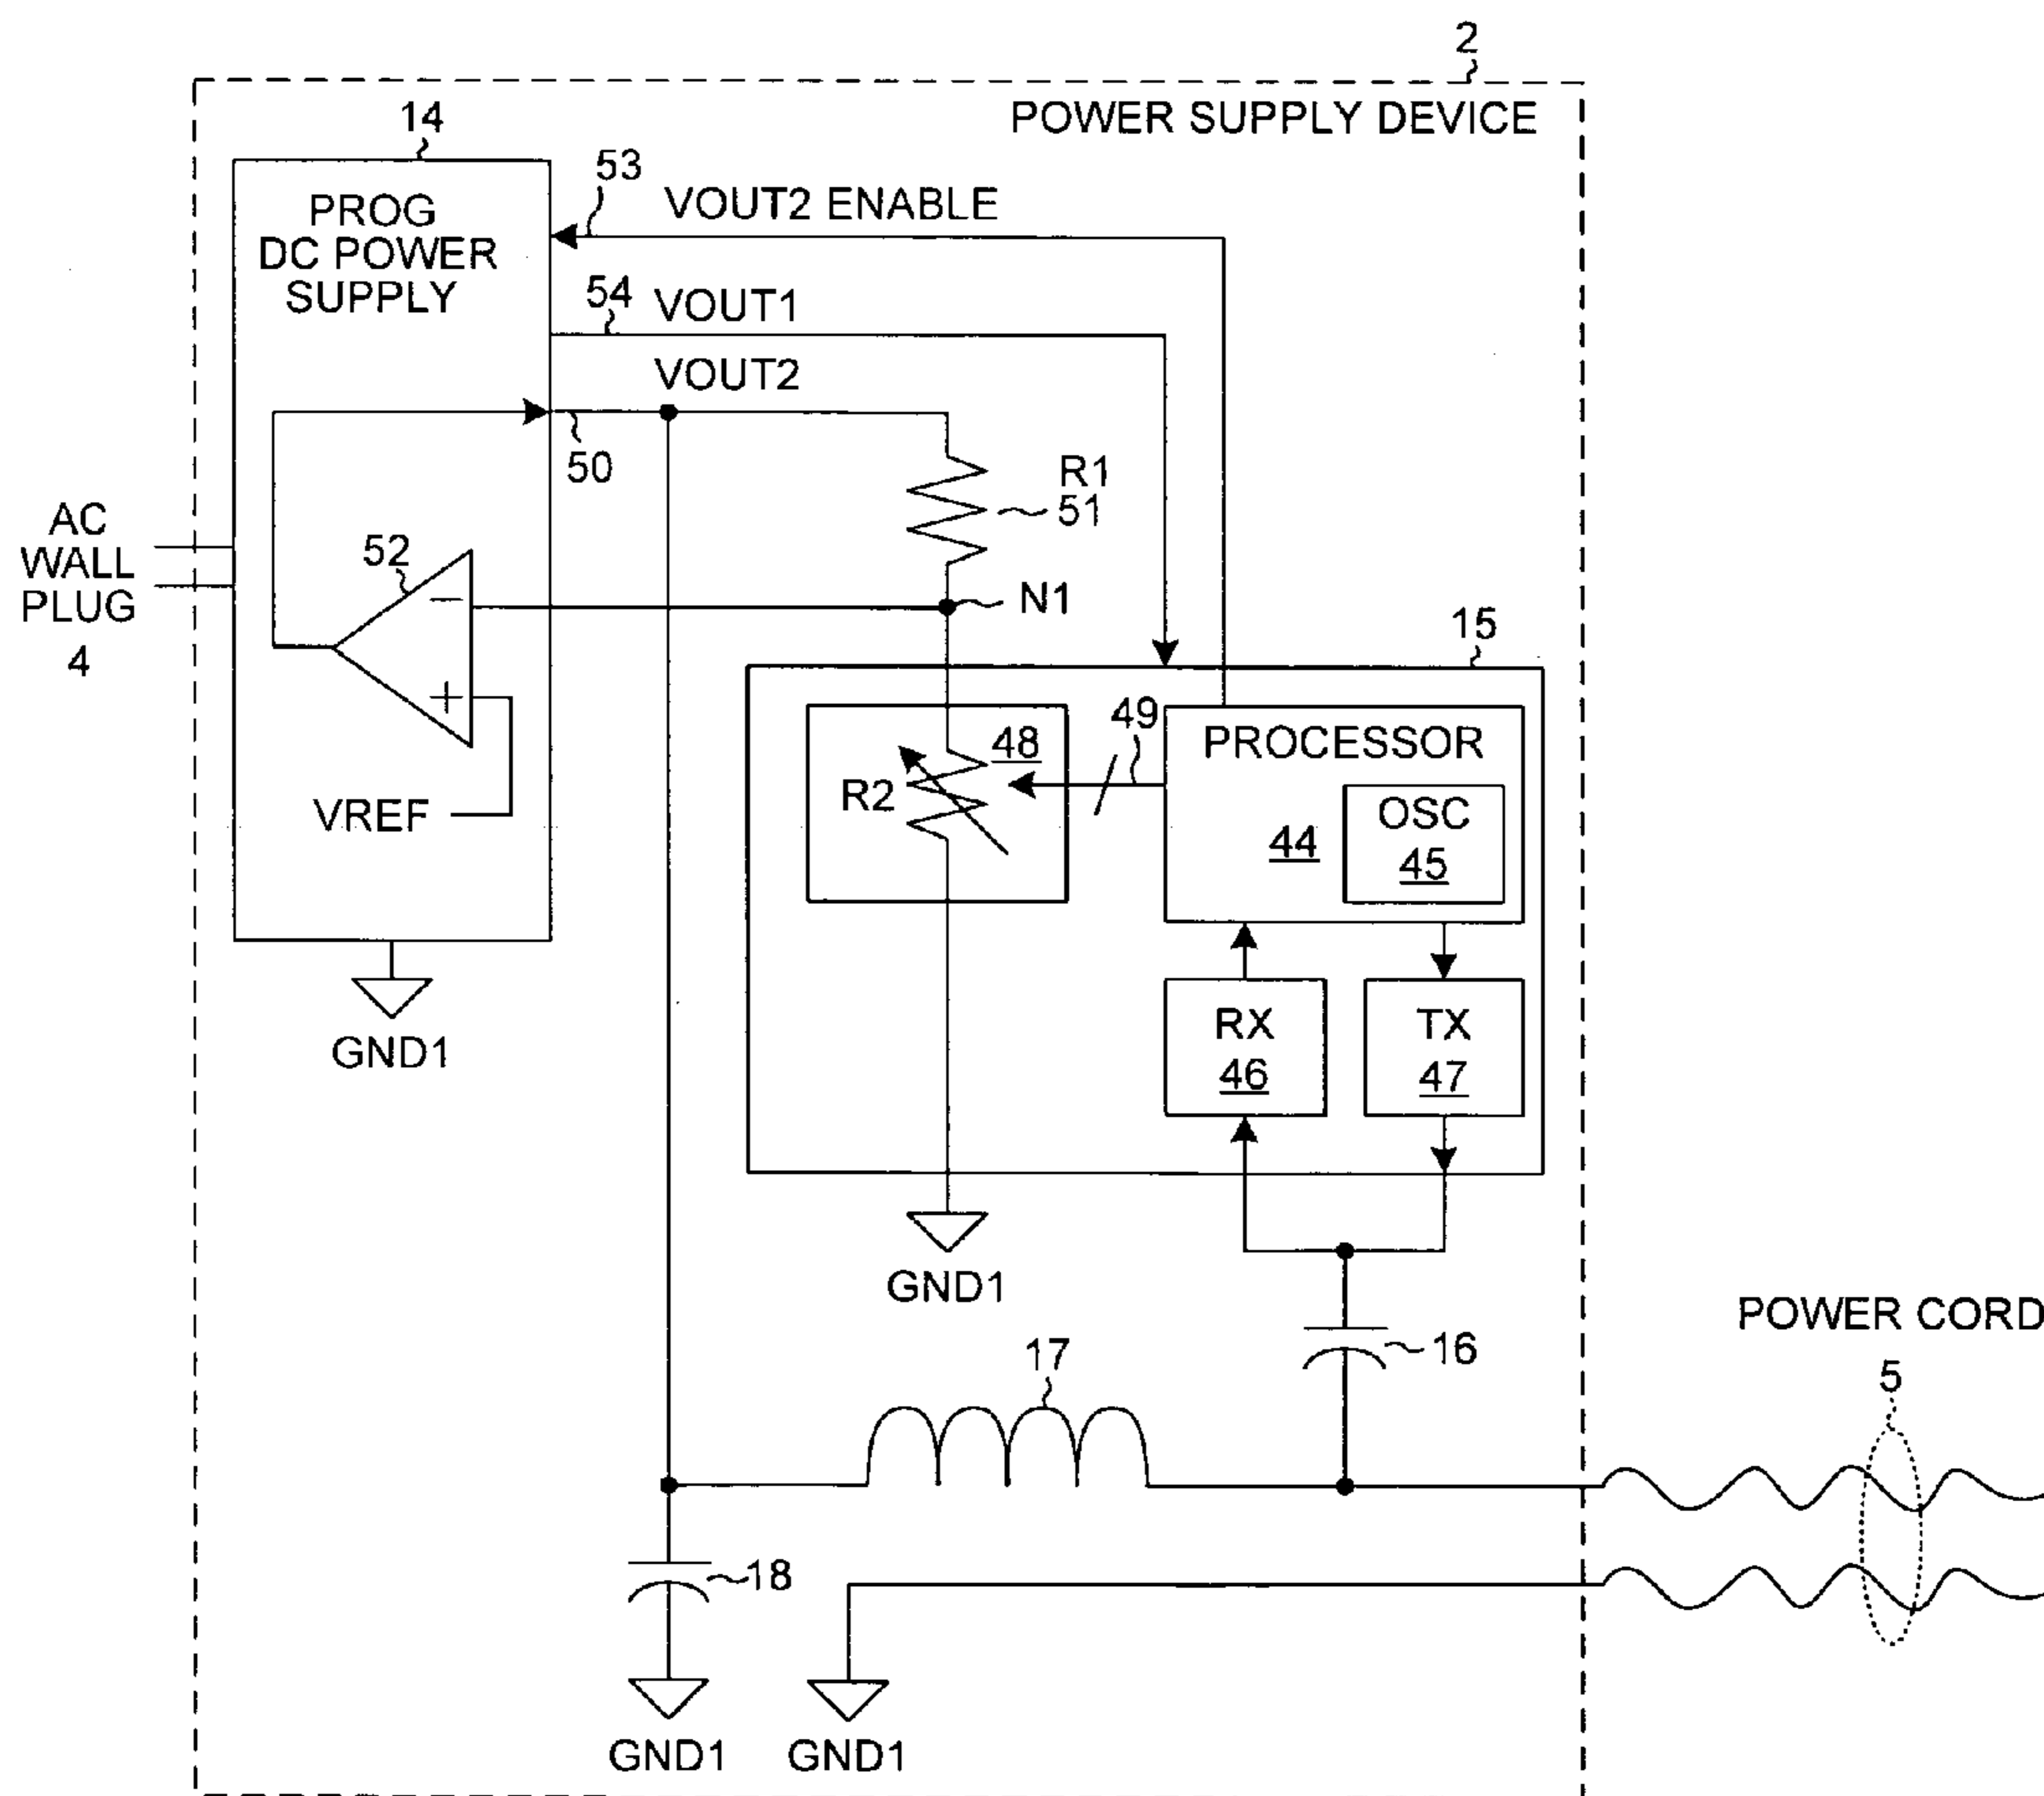 2
POWER SUPPLY DEVICE
14
PROG
DC POWER
SUPPLY
53
VOUT2 ENABLE
54
VOUT1
VOUT2
50
R1
51
AC
WALL
PLUG
4
52
−
+
VREF
N1
15
49
48
R2
PROCESSOR
44
OSC
45
RX
46
TX
47
GND1
GND1
16
17
POWER CORD
5
18
GND1
GND1